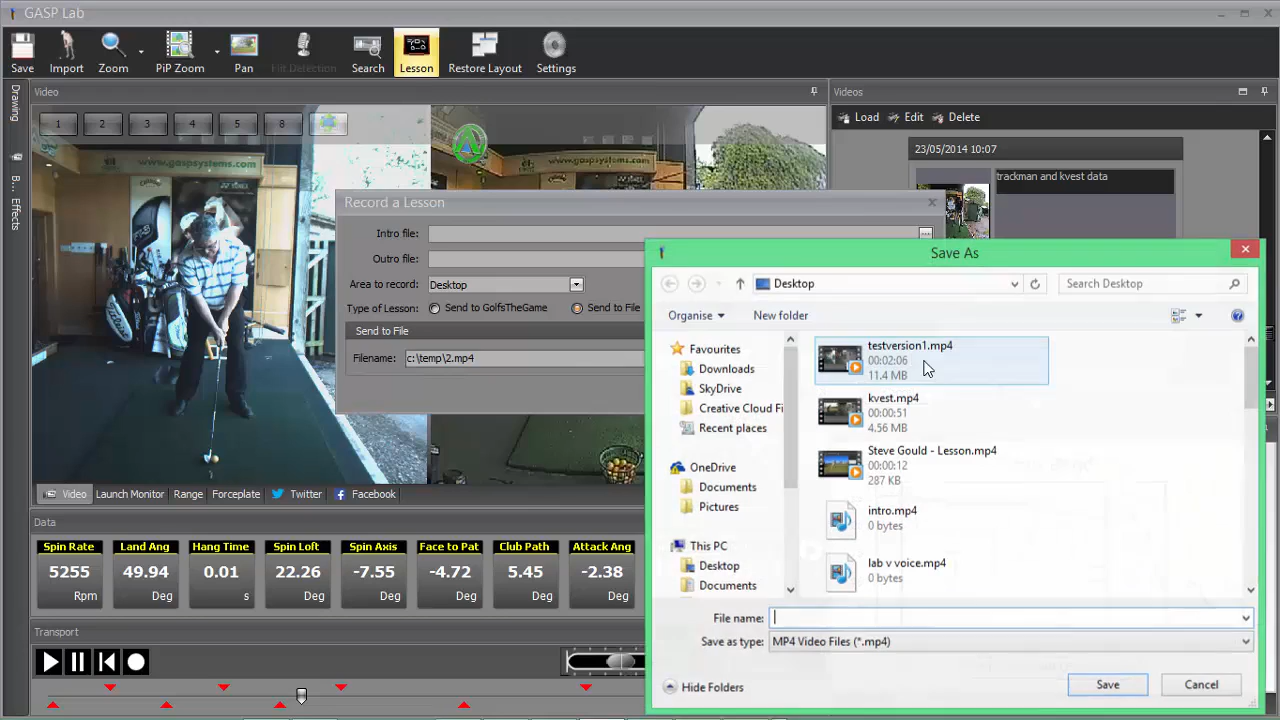 GASP Lab
Save
Import
Zoom
PiP Zoom
Pan
Hit Detection
Search
Lesson
Restore Layout
Settings
Drawing
B...
Effects
Video
1
2
3
4
5
8
www.gaspsystems.com
www.gaspsystems.com
YONEX
Videos
Load
Edit
Delete
23/05/2014 10:07
trackman and kvest data
Record a Lesson
Intro file:
...
Outro file:
Area to record:
Desktop
Type of Lesson:
Send to GolfsTheGame
Send to File
Send to File
Filename:
c:\temp\2.mp4
Save As
Desktop
Search Desktop
Organise
New folder
Favourites
Downloads
SkyDrive
Creative Cloud Fi
Recent places
OneDrive
Documents
Pictures
This PC
Desktop
Documents
testversion1.mp4
00:02:06
11.4 MB
kvest.mp4
00:00:51
4.56 MB
Steve Gould - Lesson.mp4
00:00:12
287 KB
intro.mp4
0 bytes
lab v voice.mp4
0 bytes
File name:
Save as type:
MP4 Video Files (*.mp4)
Hide Folders
Save
Cancel
Video
Launch Monitor
Range
Forceplate
Twitter
Facebook
Data
Spin Rate
5255
Rpm
Land Ang
49.94
Deg
Hang Time
0.01
s
Spin Loft
22.26
Deg
Spin Axis
-7.55
Deg
Face to Pat
-4.72
Deg
Club Path
5.45
Deg
Attack Ang
-2.38
Deg
Transport